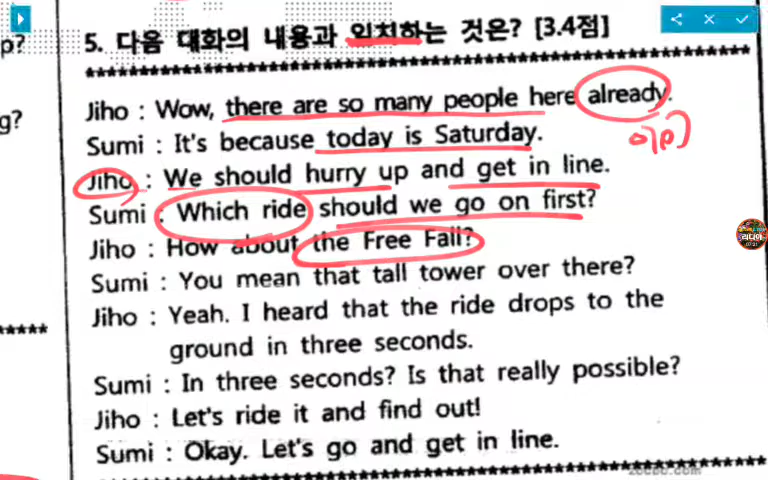 p?
g?
5. 다음 대화의 내용과 일치하는 것은? [3.4점]
Jiho : Wow, there are so many people here already.
이미
Sumi : It's because today is Saturday.
Jiho : We should hurry up and get in line.
Sumi : Which ride should we go on first?
Jiho : How about the Free Fall?
Sumi : You mean that tall tower over there?
Jiho : Yeah. I heard that the ride drops to the
ground in three seconds.
Sumi : In three seconds? Is that really possible?
Jiho : Let's ride it and find out!
Sumi : Okay. Let's go and get in line.